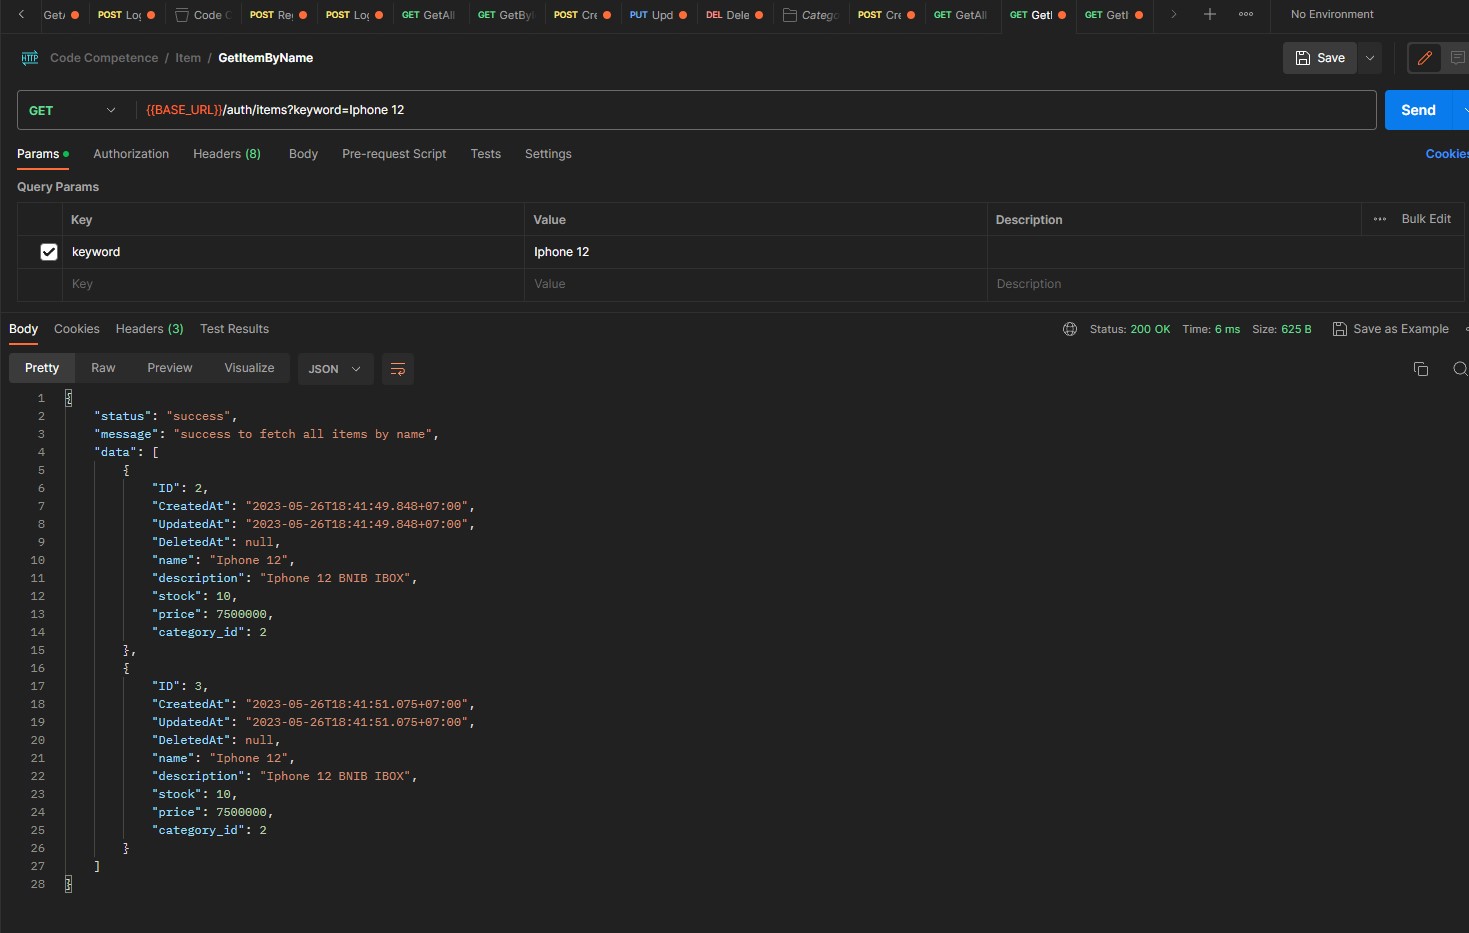 GetA POST Log POST Reg POST Log GET GetAll GET GetBy POST Cre PUT Upd DEL Dele Catego POST Cre GET GetAll GET GetI GET GetI No Environment
Code Competence / Item / GetItemByName Save
GET {{BASE_URL}}/auth/items?keyword=Iphone 12 Send
Params Authorization Headers (8) Body Pre-request Script Tests Settings Cookies
Query Params
Key Value Description Bulk Edit
keyword Iphone 12
Key Value Description
Body Cookies Headers (3) Test Results Status: 200 OK Time: 6 ms Size: 625 B Save as Example
Pretty Raw Preview Visualize JSON
1 {
2 "status": "success",
3 "message": "success to fetch all items by name",
4 "data": [
5 {
6 "ID": 2,
7 "CreatedAt": "2023-05-26T18:41:49.848+07:00",
8 "UpdatedAt": "2023-05-26T18:41:49.848+07:00",
9 "DeletedAt": null,
10 "name": "Iphone 12",
11 "description": "Iphone 12 BNIB IBOX",
12 "stock": 10,
13 "price": 7500000,
14 "category_id": 2
15 },
16 {
17 "ID": 3,
18 "CreatedAt": "2023-05-26T18:41:51.075+07:00",
19 "UpdatedAt": "2023-05-26T18:41:51.075+07:00",
20 "DeletedAt": null,
21 "name": "Iphone 12",
22 "description": "Iphone 12 BNIB IBOX",
23 "stock": 10,
24 "price": 7500000,
25 "category_id": 2
26 }
27 ]
28 }